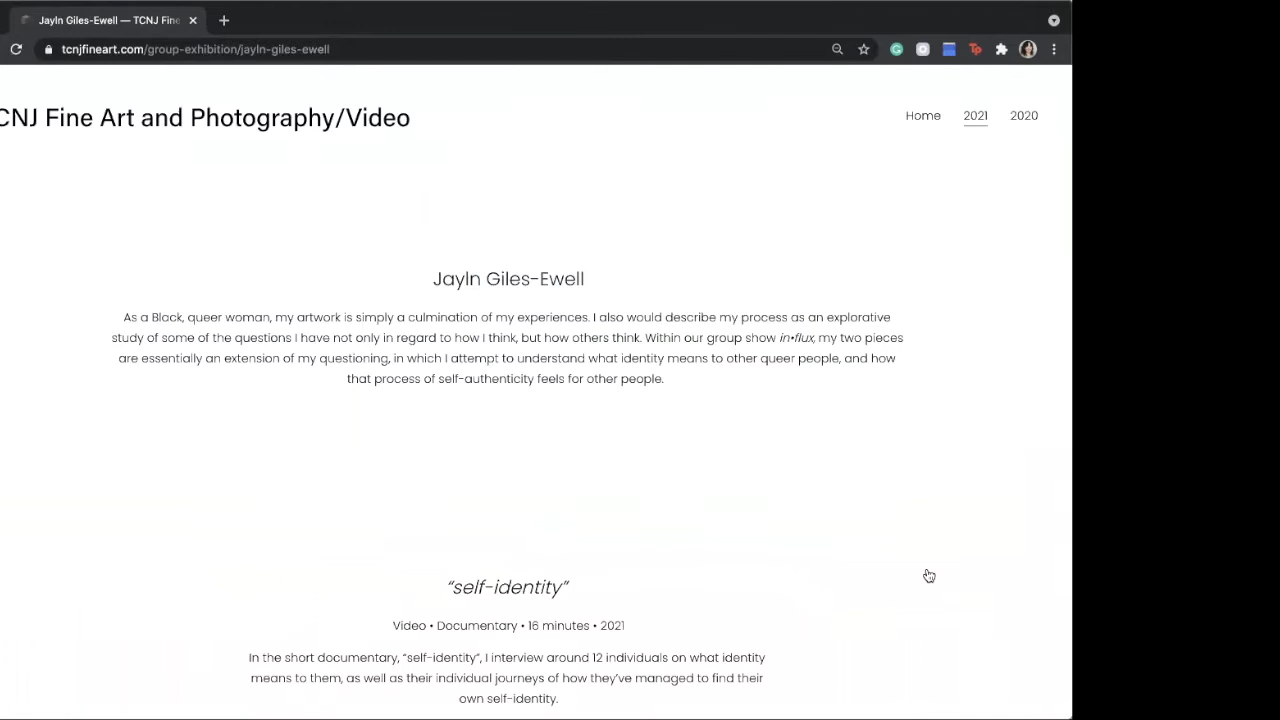 Jayln Giles-Ewell — TCNJ Fine
tcnjfineart.com/group-exhibition/jayln-giles-ewell
CNJ Fine Art and Photography/Video
Home 2021 2020
Jayln Giles-Ewell
As a Black, queer woman, my artwork is simply a culmination of my experiences. I also would describe my process as an explorative
study of some of the questions I have not only in regard to how I think, but how others think. Within our group show in•flux, my two pieces
are essentially an extension of my questioning, in which I attempt to understand what identity means to other queer people, and how
that process of self-authenticity feels for other people.
“self-identity”
Video • Documentary • 16 minutes • 2021
In the short documentary, “self-identity”, I interview around 12 individuals on what identity
means to them, as well as their individual journeys of how they’ve managed to find their
own self-identity.